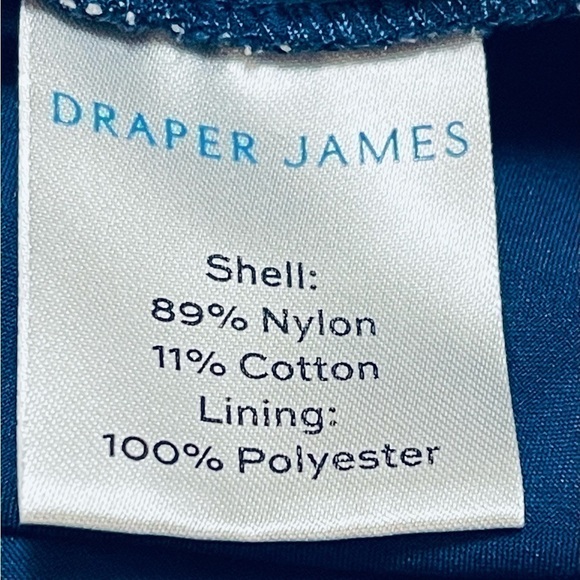 DRAPER JAMES
Shell:
89% Nylon
11% Cotton
Lining:
100% Polyester